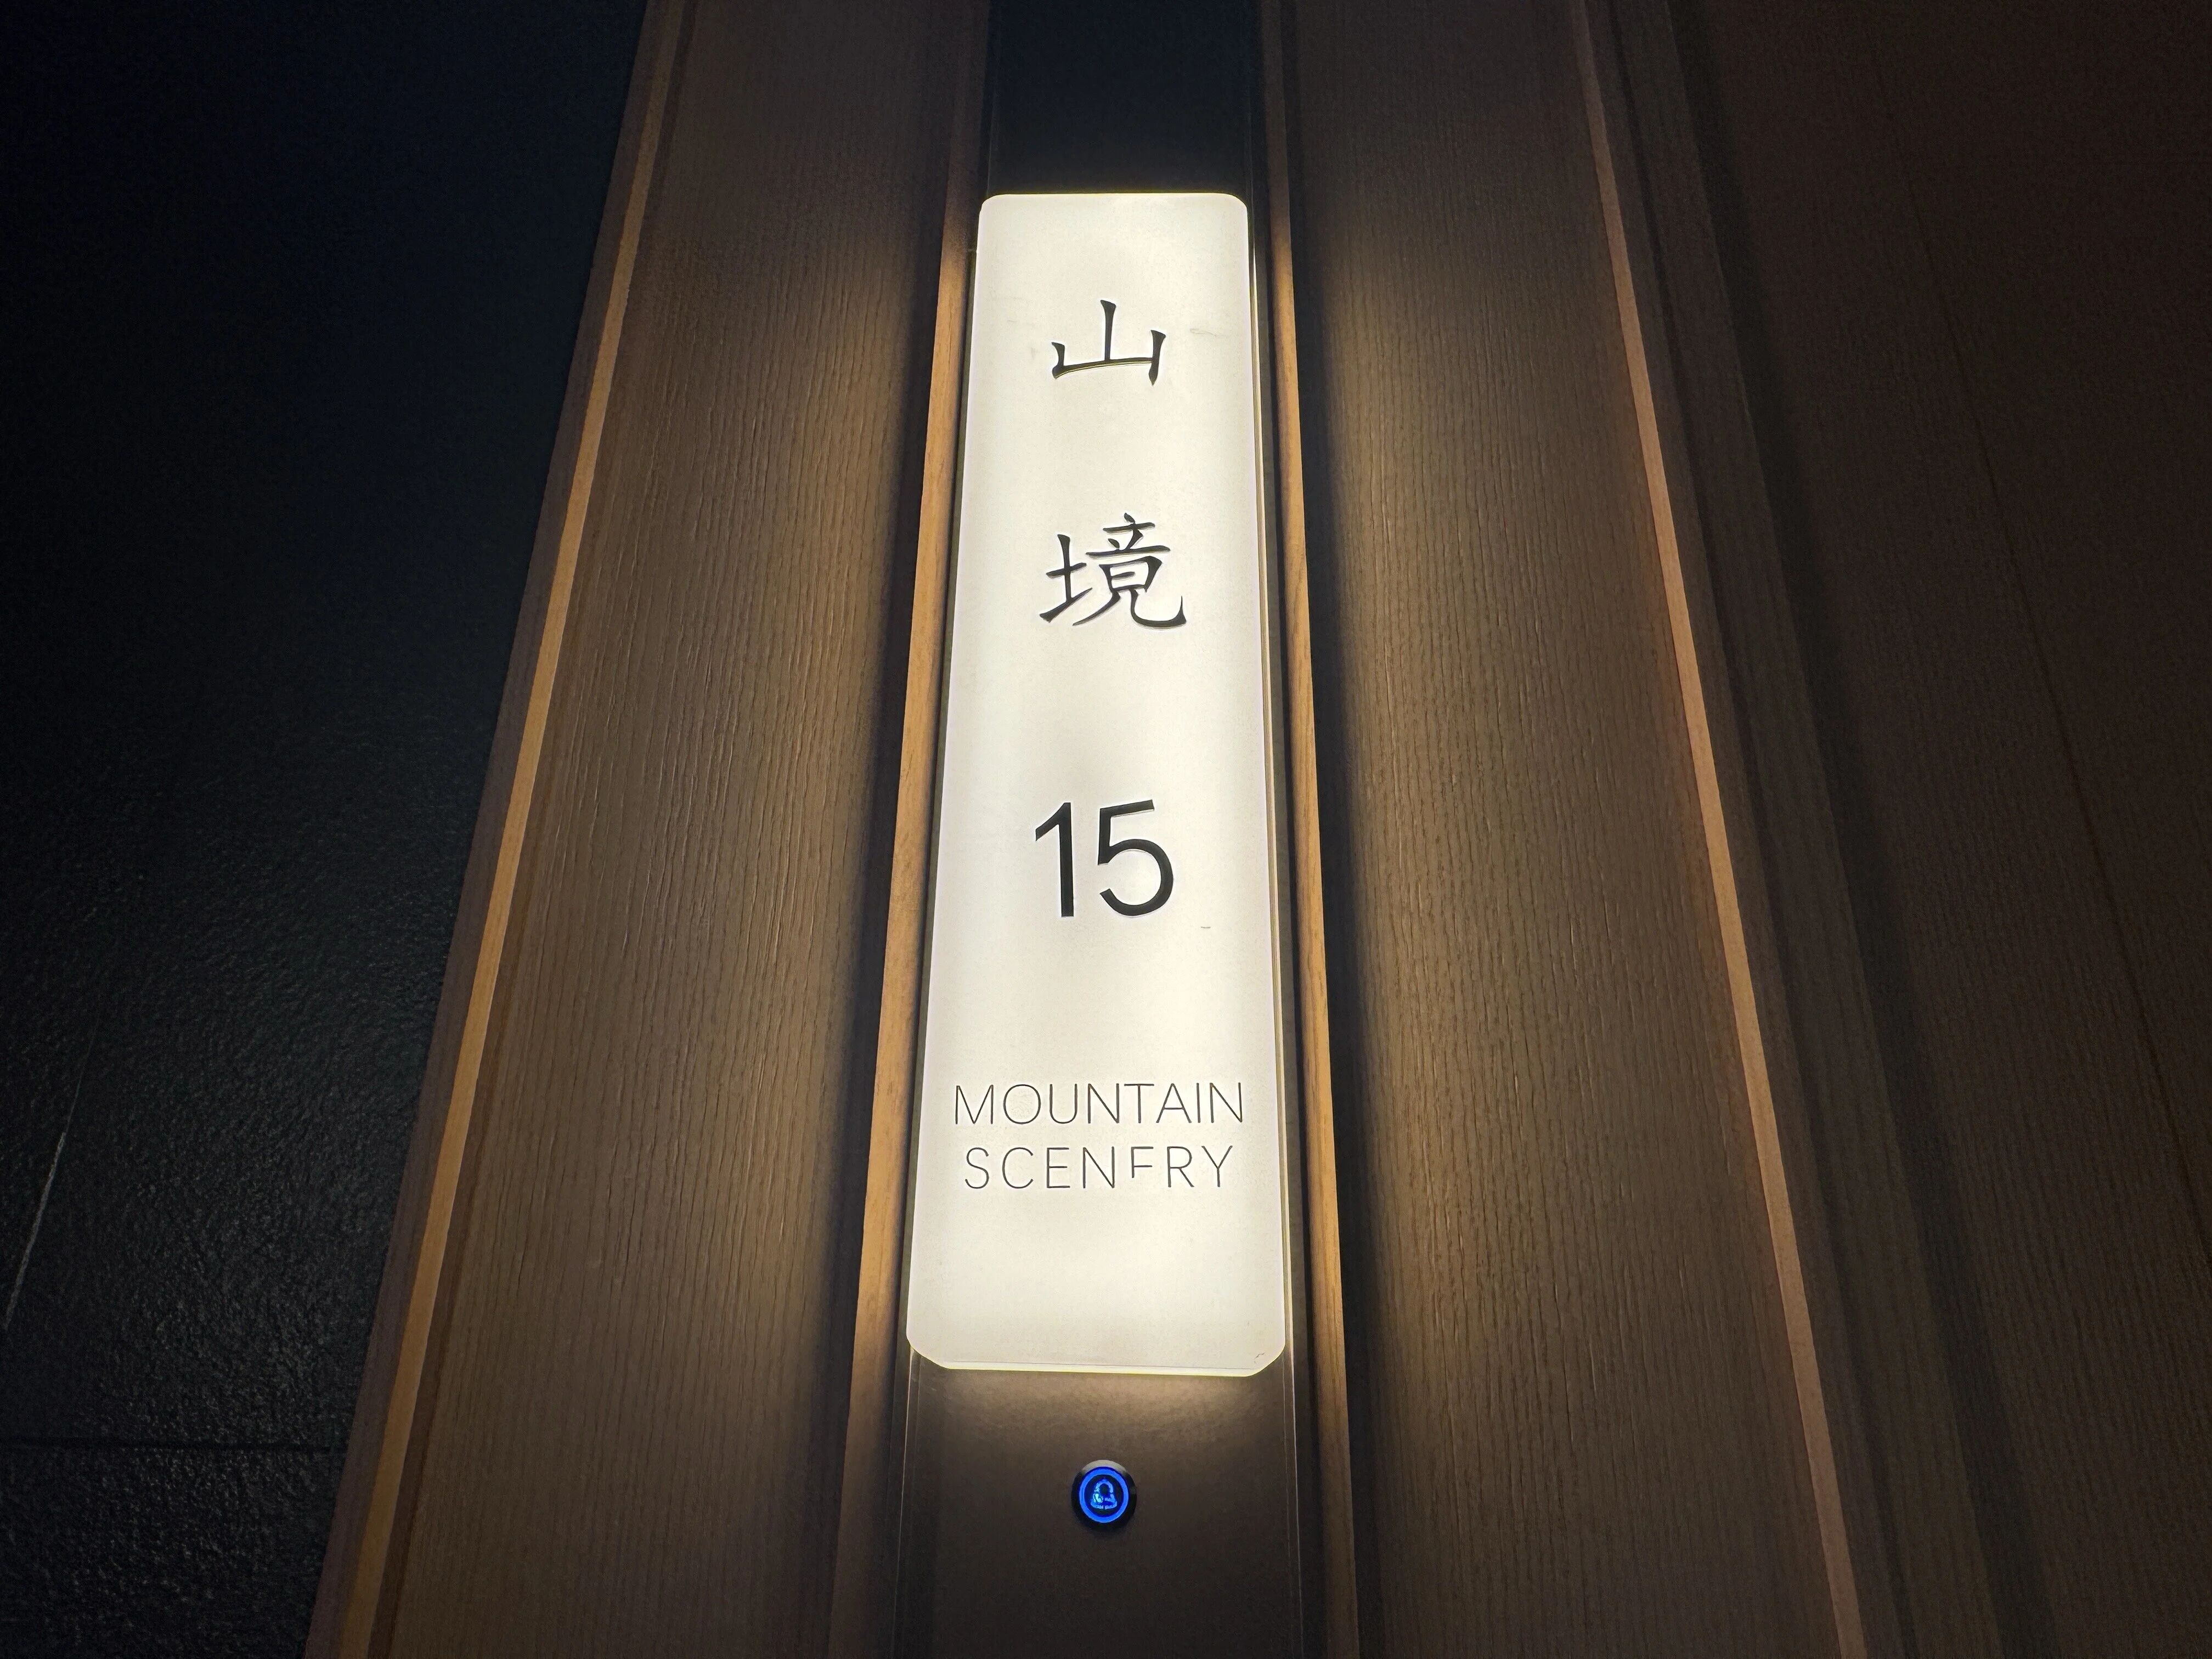 山
境
15
MOUNTAIN
SCENERY